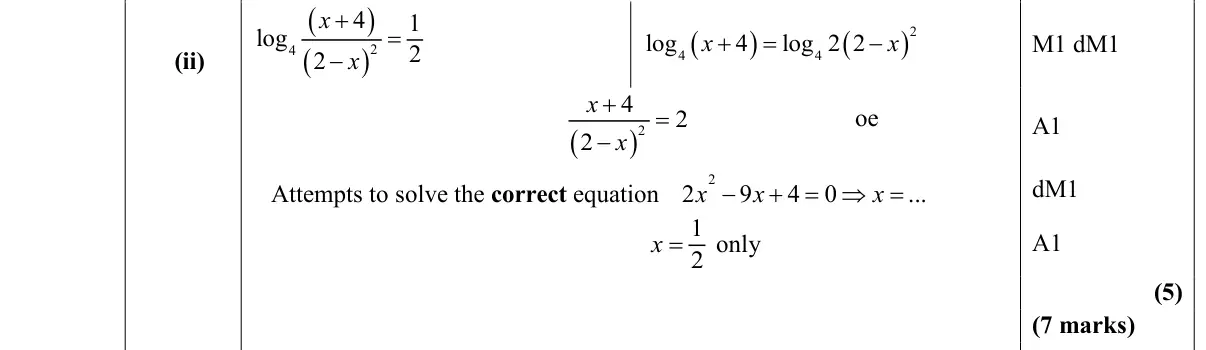 (ii) log₄ (x + 4)/(2 − x)² = 1/2 log₄ (x + 4) = log₄ 2(2 − x)² M1 dM1
(x + 4)/(2 − x)² = 2 oe A1
Attempts to solve the correct equation 2x² − 9x + 4 = 0 ⇒ x = ... dM1
x = 1/2 only A1
(5)
(7 marks)